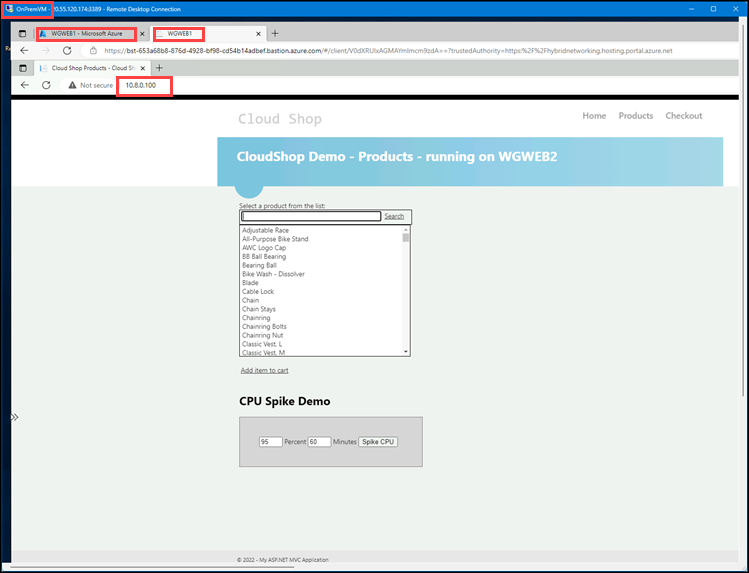 OnPremVM - 20.55.120.174:3389 - Remote Desktop Connection
WGWEB1 - Microsoft Azure
WGWEB1
https://bst-653a68b8-876d-4928-bf98-cd54b14adbef.bastion.azure.com/#/client/V0dXRUIxAGMAYmlmcm9zdA==?trustedAuthority=https:%2F%2Fhybridnetworking.hosting.portal.azure.net
Cloud Shop Products - Cloud Sh
Not secure 10.8.0.100
Cloud Shop
Home Products Checkout
CloudShop Demo - Products - running on WGWEB2
Select a product from the list:
Search
Adjustable Race
All-Purpose Bike Stand
AWC Logo Cap
BB Ball Bearing
Bearing Ball
Bike Wash - Dissolver
Blade
Cable Lock
Chain
Chain Stays
Chainring
Chainring Bolts
Chainring Nut
Classic Vest, L
Classic Vest, M
Add item to cart
CPU Spike Demo
95 Percent 60 Minutes Spike CPU
© 2022 - My ASP.NET MVC Application